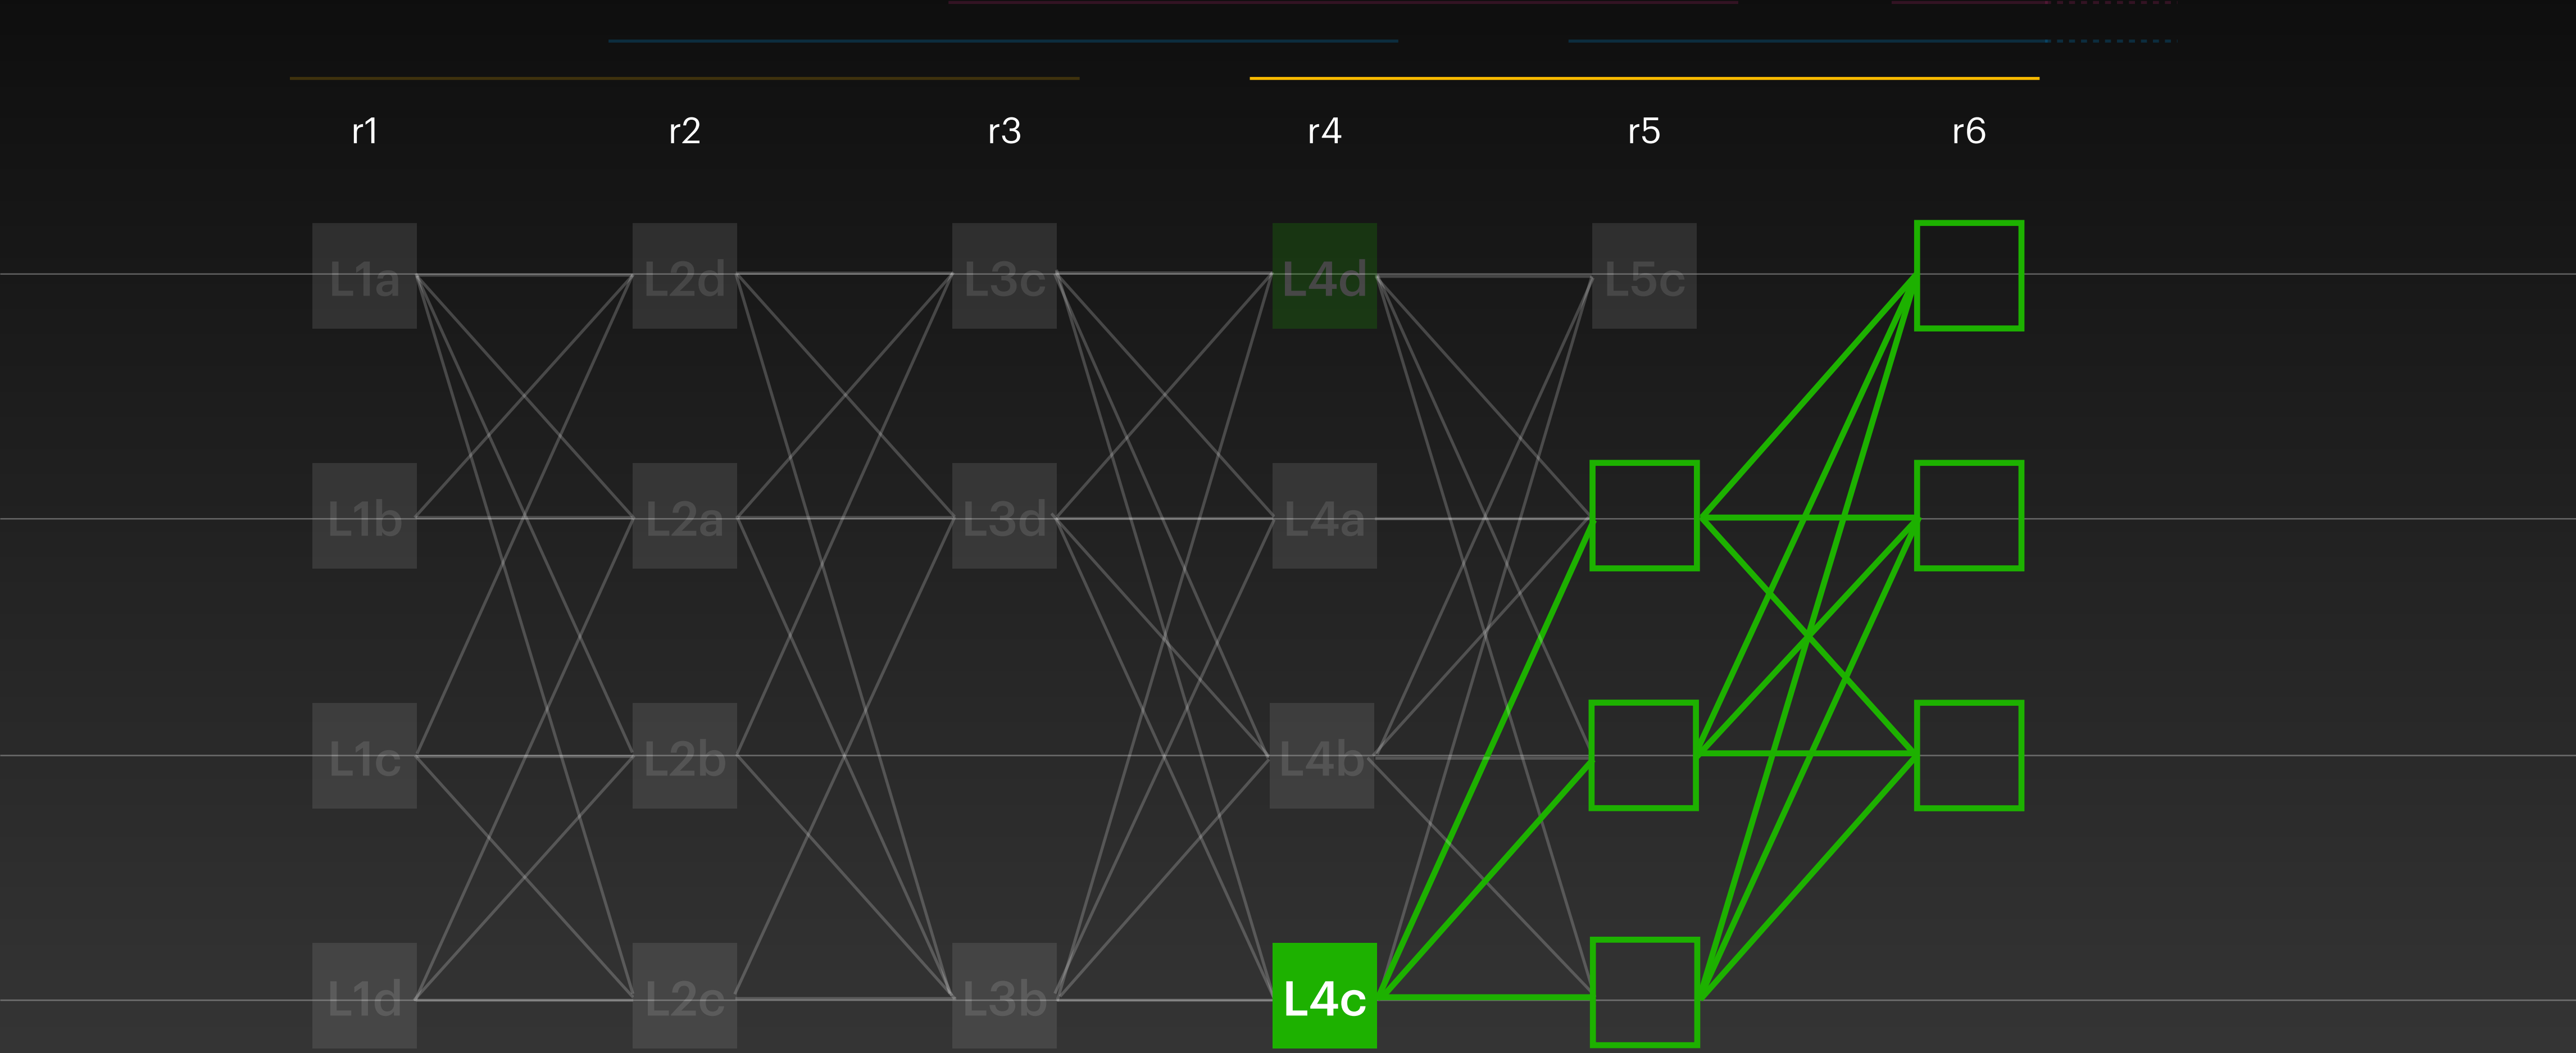 r1 r2 r3 r4 r5 r6
L1a L2d L3c L4d L5c
L1b L2a L3d L4a
L1c L2b L4b
L1d L2c L3b L4c